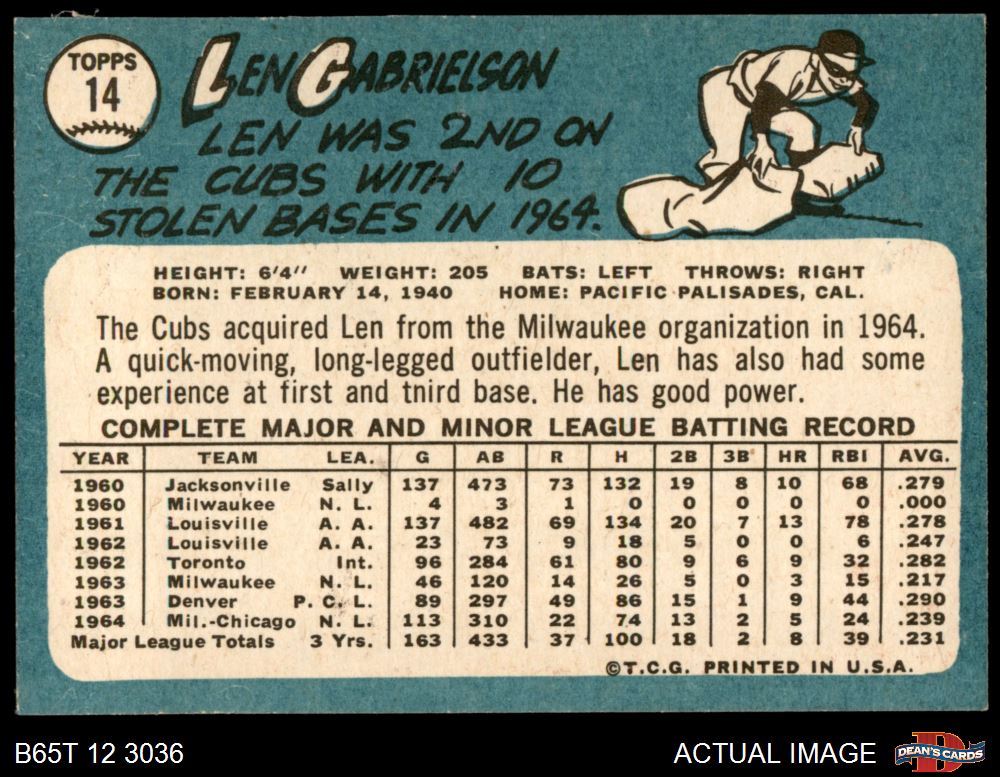 TOPPS
14
LEN GABRIELSON
LEN WAS 2ND ON
THE CUBS WITH 10
STOLEN BASES IN 1964.
HEIGHT: 6'4" WEIGHT: 205 BATS: LEFT THROWS: RIGHT
BORN: FEBRUARY 14, 1940 HOME: PACIFIC PALISADES, CAL.
The Cubs acquired Len from the Milwaukee organization in 1964.
A quick-moving, long-legged outfielder, Len has also had some
experience at first and tnird base. He has good power.
COMPLETE MAJOR AND MINOR LEAGUE BATTING RECORD
YEAR TEAM LEA. G AB R H 2B 3B HR RBI AVG.
1960 Jacksonville Sally 137 473 73 132 19 8 10 68 .279
1960 Milwaukee N. L. 4 3 1 0 0 0 0 0 .000
1961 Louisville A. A. 137 482 69 134 20 7 13 78 .278
1962 Louisville A. A. 23 73 9 18 5 0 0 6 .247
1962 Toronto Int. 96 284 61 80 9 6 9 32 .282
1963 Milwaukee N. L. 46 120 14 26 5 0 3 15 .217
1963 Denver P. C. L. 89 297 49 86 15 1 9 44 .290
1964 Mil.-Chicago N. L. 113 310 22 74 13 2 5 24 .239
Major League Totals 3 Yrs. 163 433 37 100 18 2 8 39 .231
©T.C.G. PRINTED IN U.S.A.
B65T 12 3036
ACTUAL IMAGE
D
DEAN'S CARDS